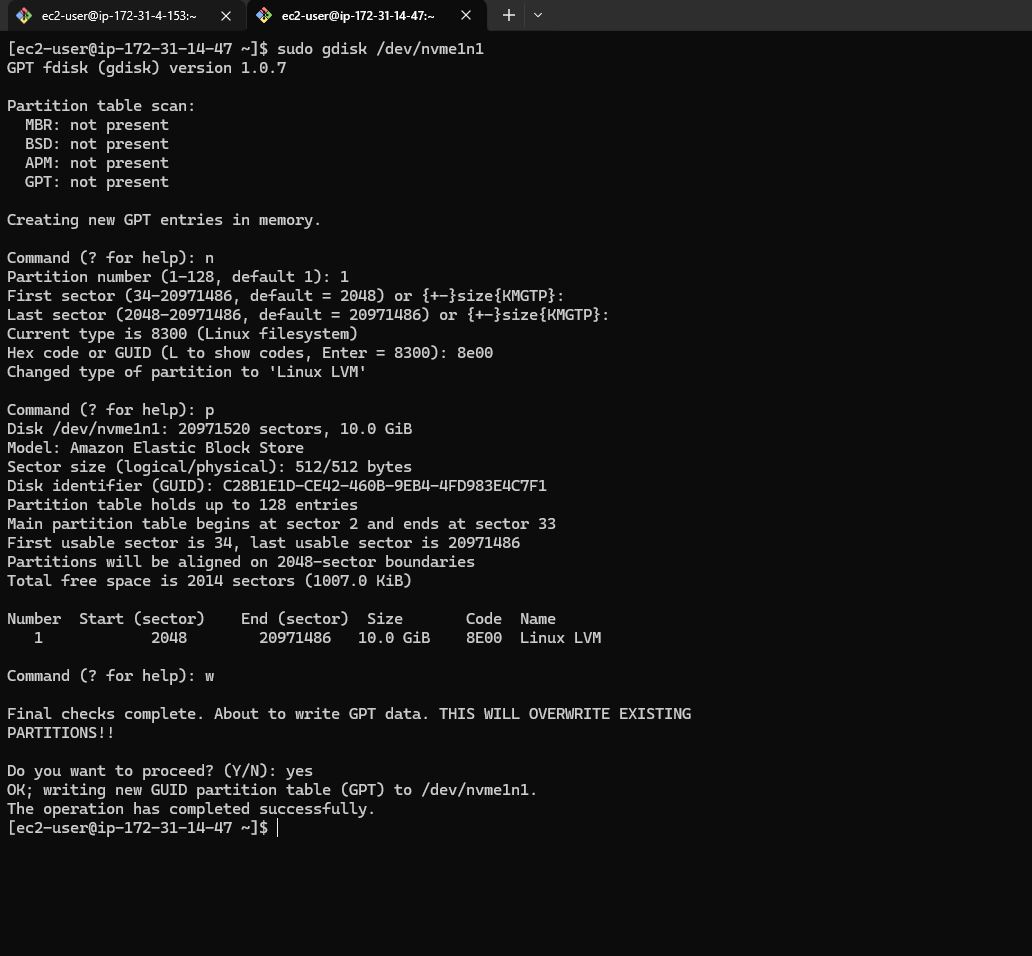 ec2-user@ip-172-31-4-153:~
ec2-user@ip-172-31-14-47:~
[ec2-user@ip-172-31-14-47 ~]$ sudo gdisk /dev/nvme1n1
GPT fdisk (gdisk) version 1.0.7
Partition table scan:
  MBR: not present
  BSD: not present
  APM: not present
  GPT: not present
Creating new GPT entries in memory.
Command (? for help): n
Partition number (1-128, default 1): 1
First sector (34-20971486, default = 2048) or {+-}size{KMGTP}:
Last sector (2048-20971486, default = 20971486) or {+-}size{KMGTP}:
Current type is 8300 (Linux filesystem)
Hex code or GUID (L to show codes, Enter = 8300): 8e00
Changed type of partition to 'Linux LVM'
Command (? for help): p
Disk /dev/nvme1n1: 20971520 sectors, 10.0 GiB
Model: Amazon Elastic Block Store
Sector size (logical/physical): 512/512 bytes
Disk identifier (GUID): C28B1E1D-CE42-460B-9EB4-4FD983E4C7F1
Partition table holds up to 128 entries
Main partition table begins at sector 2 and ends at sector 33
First usable sector is 34, last usable sector is 20971486
Partitions will be aligned on 2048-sector boundaries
Total free space is 2014 sectors (1007.0 KiB)
Number  Start (sector)    End (sector)  Size       Code  Name
   1            2048        20971486   10.0 GiB    8E00  Linux LVM
Command (? for help): w
Final checks complete. About to write GPT data. THIS WILL OVERWRITE EXISTING
PARTITIONS!!
Do you want to proceed? (Y/N): yes
OK; writing new GUID partition table (GPT) to /dev/nvme1n1.
The operation has completed successfully.
[ec2-user@ip-172-31-14-47 ~]$